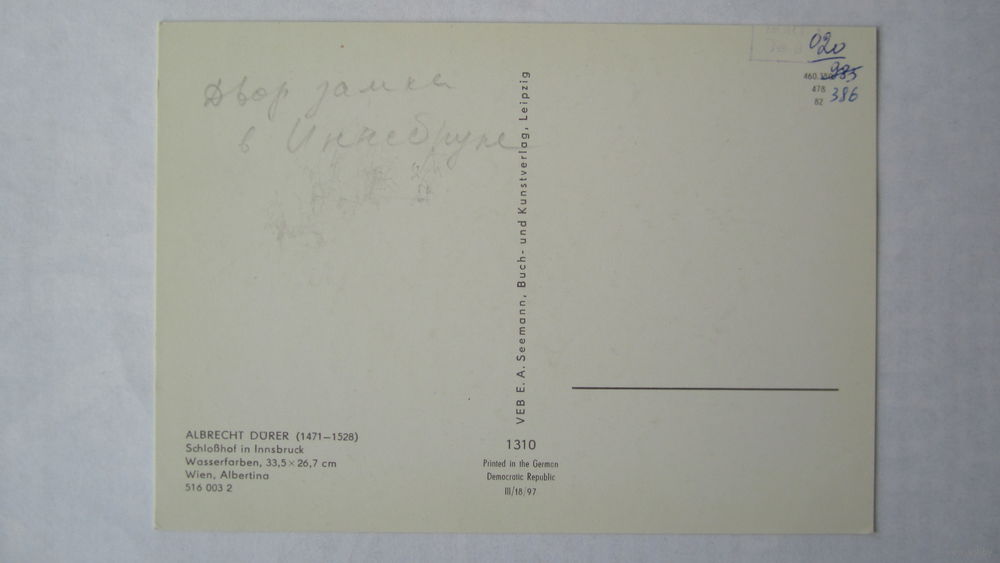 Двор замка
в Иннсбруке
020
460.350 985
478 386
82
VEB E. A. Seemann, Buch- und Kunstverlag, Leipzig
ALBRECHT DÜRER (1471–1528)
Schloßhof in Innsbruck
Wasserfarben, 33,5×26,7 cm
Wien, Albertina
516 003 2
1310
Printed in the German
Democratic Republic
III/18/97